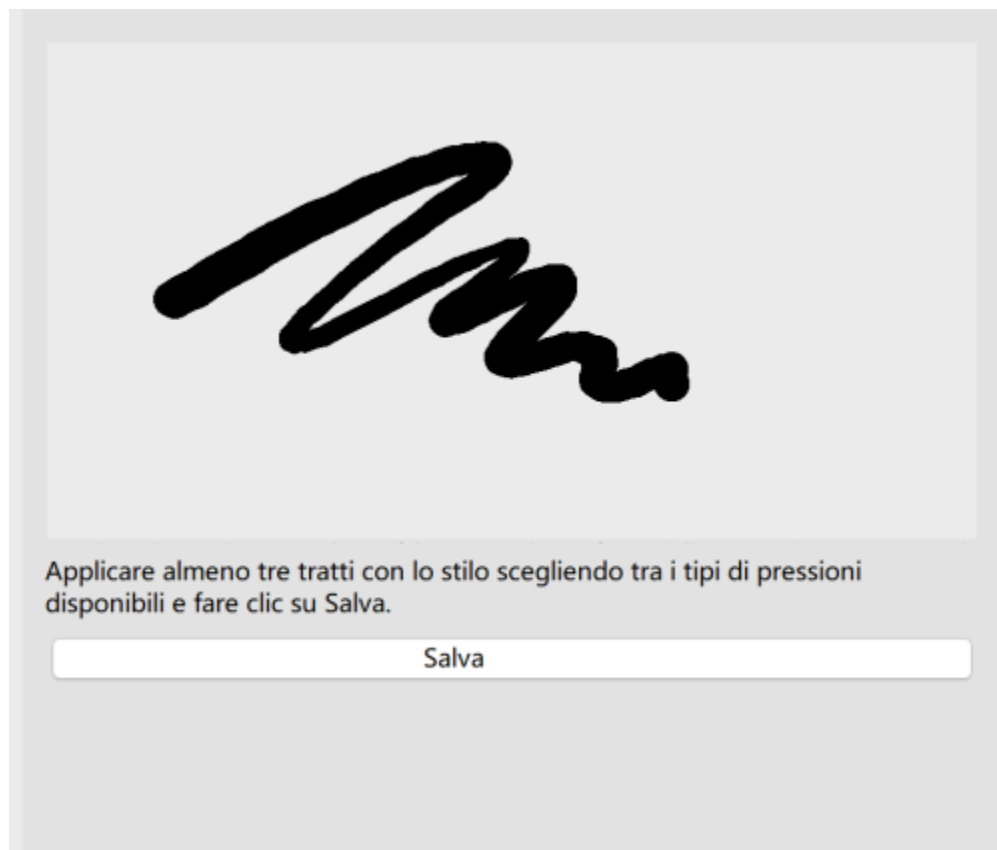 Applicare almeno tre tratti con lo stilo scegliendo tra i tipi di pressioni
disponibili e fare clic su Salva.
Salva